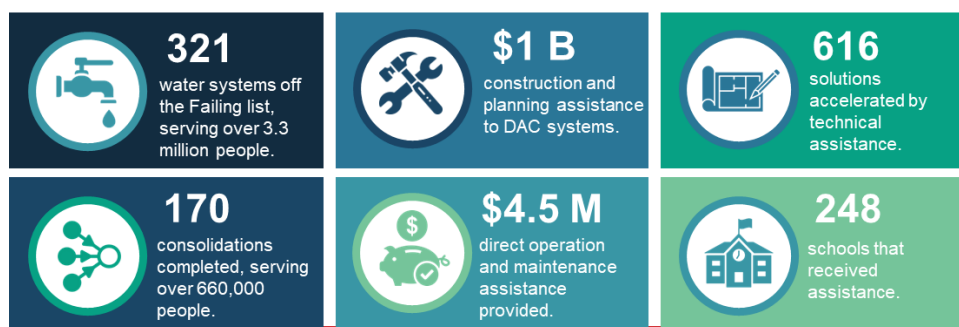 321
water systems off
the Failing list,
serving over 3.3
million people.
$1 B
construction and
planning assistance
to DAC systems.
616
solutions
accelerated by
technical
assistance.
170
consolidations
completed, serving
over 660,000
people.
$
$4.5 M
direct operation
and maintenance
assistance
provided.
248
schools that
received
assistance.